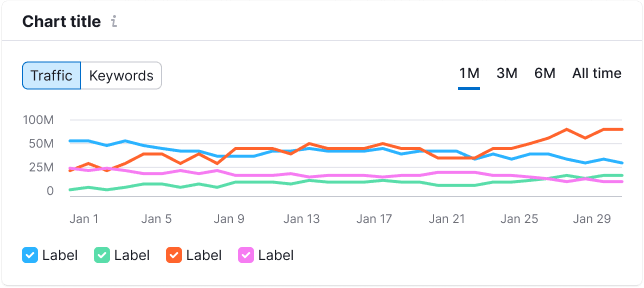 Chart title i
Traffic Keywords 1M 3M 6M All time
100M
50M
25M
0
Jan 1 Jan 5 Jan 9 Jan 13 Jan 17 Jan 21 Jan 25 Jan 29
Label Label Label Label